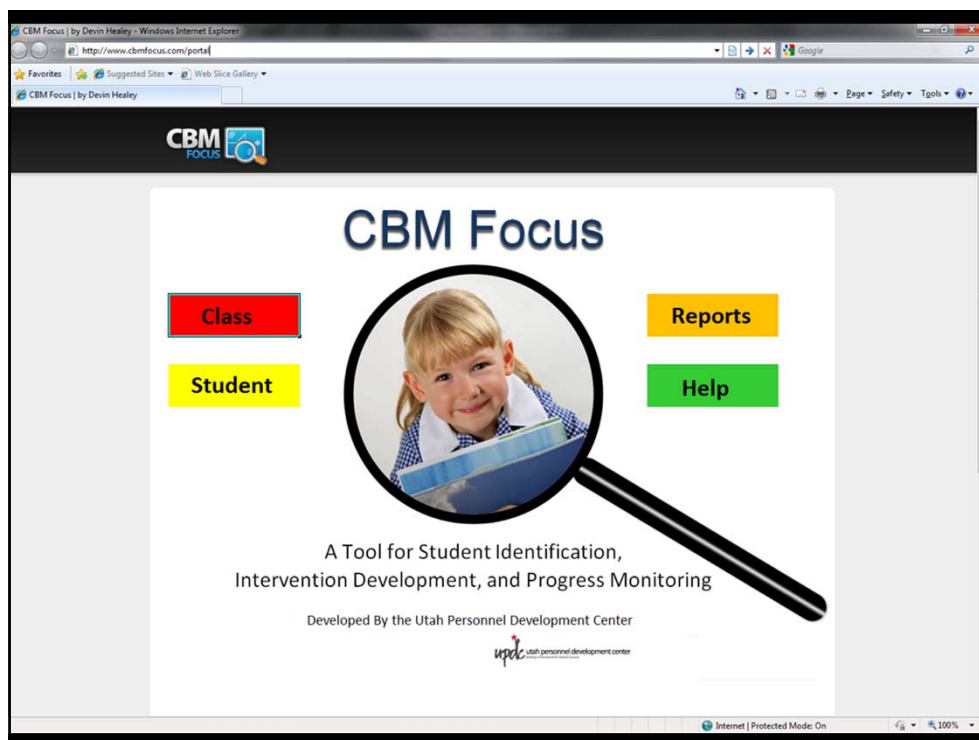 CBM Focus | by Devin Healey - Windows Internet Explorer
http://www.cbmfocus.com/portal
Google
Favorites
Suggested Sites
Web Slice Gallery
CBM Focus | by Devin Healey
Page
Safety
Tools
CBM
FOCUS
CBM Focus
Class
Reports
Student
Help
A Tool for Student Identification,
Intervention Development, and Progress Monitoring
Developed By the Utah Personnel Development Center
updc utah personnel development center
Internet | Protected Mode: On
100%